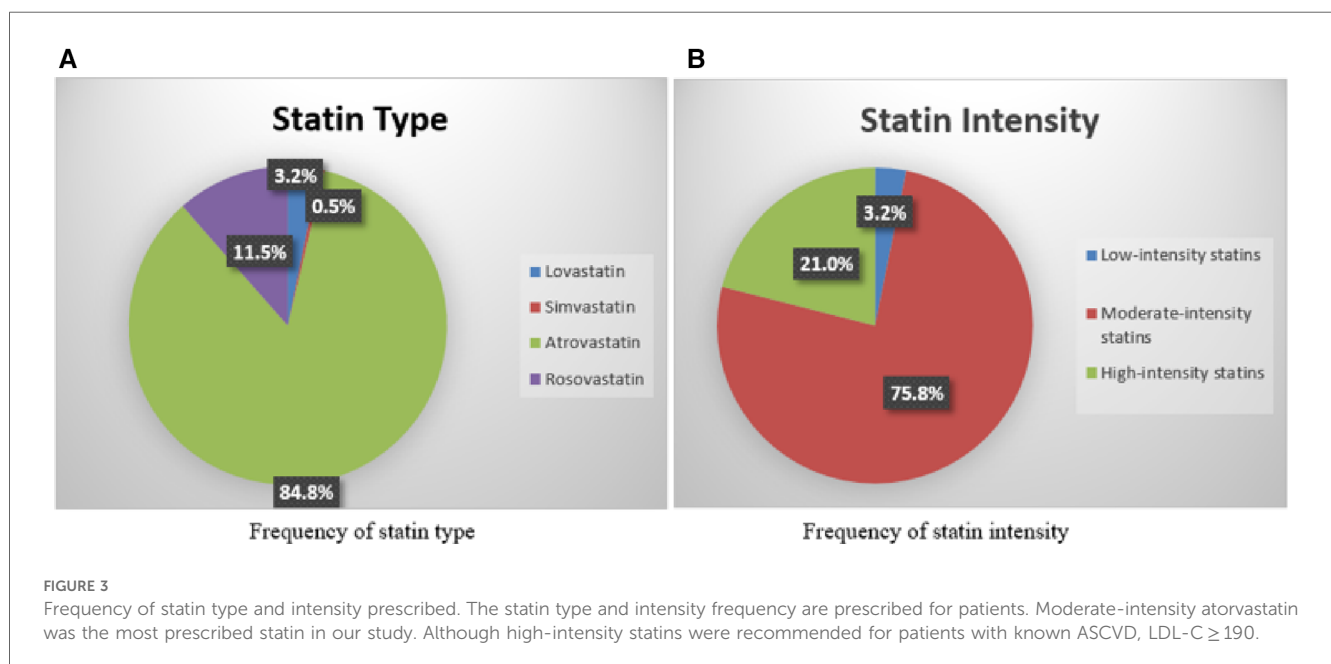 A
Statin Type
3.2%
0.5%
11.5%
84.8%
Lovastatin
Simvastatin
Atrovastatin
Rosovastatin
Frequency of statin type
B
Statin Intensity
3.2%
21.0%
75.8%
Low-intensity statins
Moderate-intensity
statins
High-intensity statins
Frequency of statin intensity
FIGURE 3
Frequency of statin type and intensity prescribed. The statin type and intensity frequency are prescribed for patients. Moderate-intensity atorvastatin
was the most prescribed statin in our study. Although high-intensity statins were recommended for patients with known ASCVD, LDL-C ≥ 190.